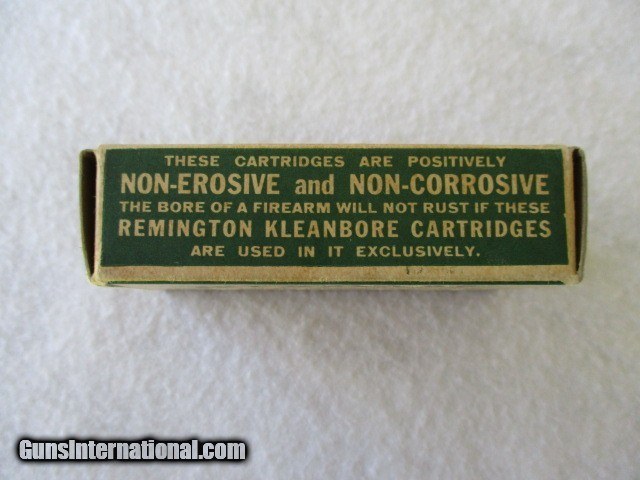 THESE CARTRIDGES ARE POSITIVELY
NON-EROSIVE and NON-CORROSIVE
THE BORE OF A FIREARM WILL NOT RUST IF THESE
REMINGTON KLEANBORE CARTRIDGES
ARE USED IN IT EXCLUSIVELY.
GunsInternational.com